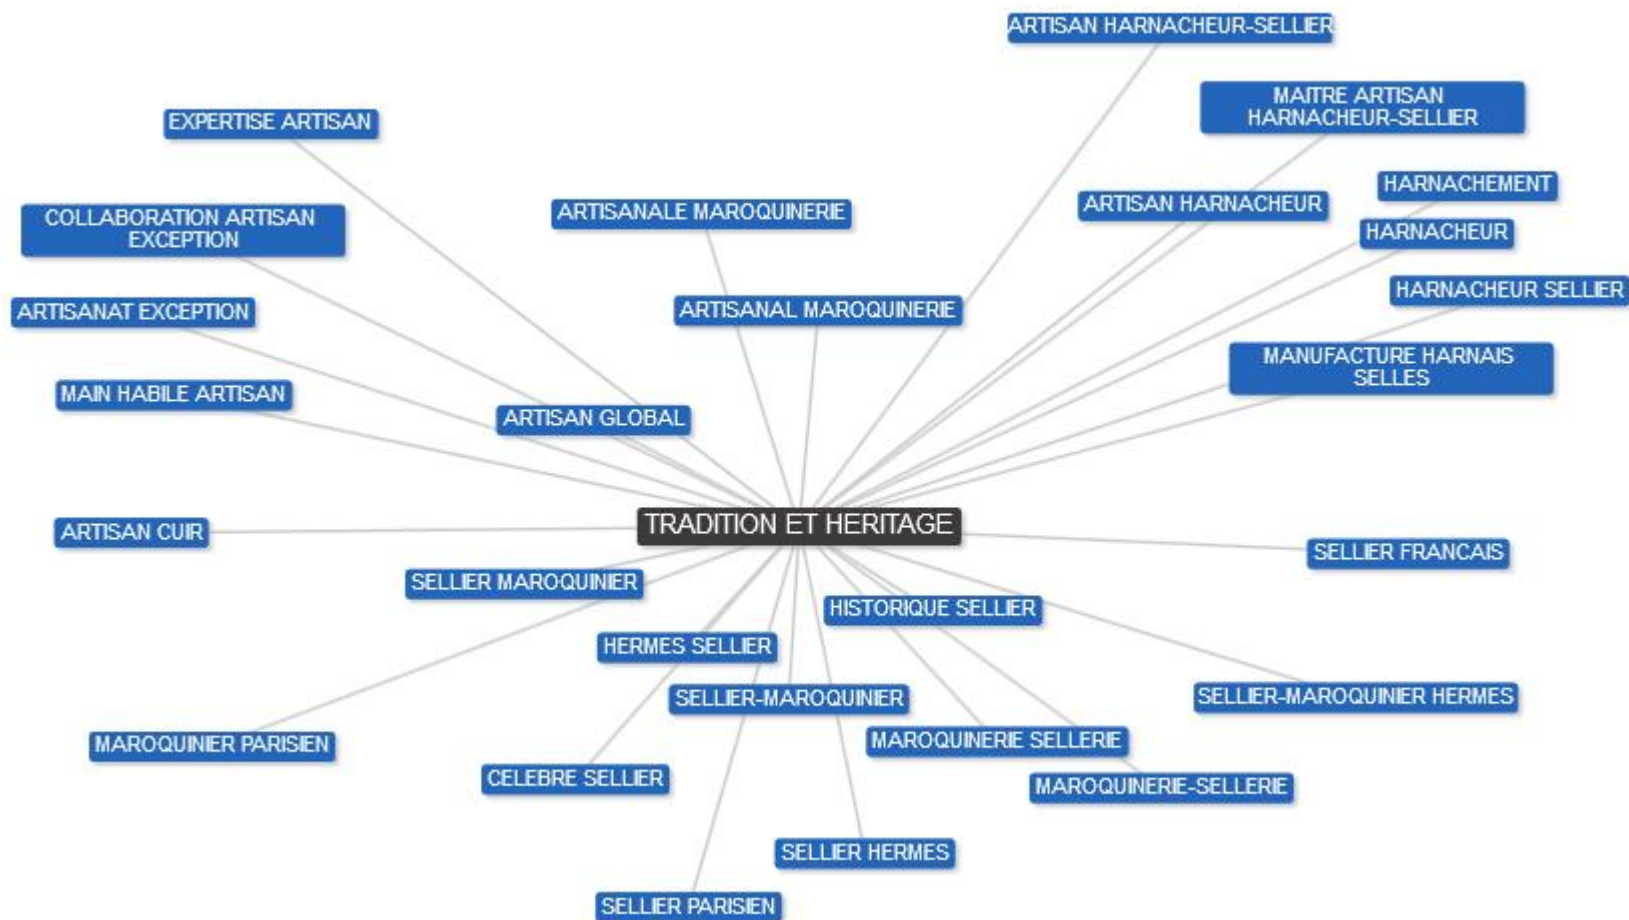 ARTISAN HARNACHEUR-SELLIER
MAITRE ARTISAN
HARNACHEUR-SELLIER
EXPERTISE ARTISAN
HARNACHEMENT
ARTISAN HARNACHEUR
ARTISANALE MAROQUINERIE
COLLABORATION ARTISAN
EXCEPTION
HARNACHEUR
HARNACHEUR SELLIER
ARTISANAT EXCEPTION
ARTISANAL MAROQUINERIE
MANUFACTURE HARNAIS
SELLES
MAIN HABILE ARTISAN
ARTISAN GLOBAL
TRADITION ET HERITAGE
ARTISAN CUIR
SELLIER FRANCAIS
SELLIER MAROQUINIER
HISTORIQUE SELLIER
HERMES SELLIER
SELLIER-MAROQUINIER
SELLIER-MAROQUINIER HERMES
MAROQUINIER PARISIEN
MAROQUINERIE SELLERIE
CELEBRE SELLIER
MAROQUINERIE-SELLERIE
SELLIER HERMES
SELLIER PARISIEN